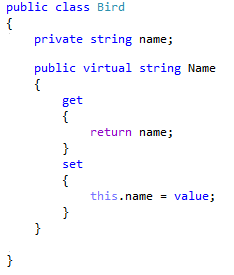 public class Bird
{
    private string name;

    public virtual string Name
    {
        get
        {
            return name;
        }
        set
        {
            this.name = value;
        }
    }

}